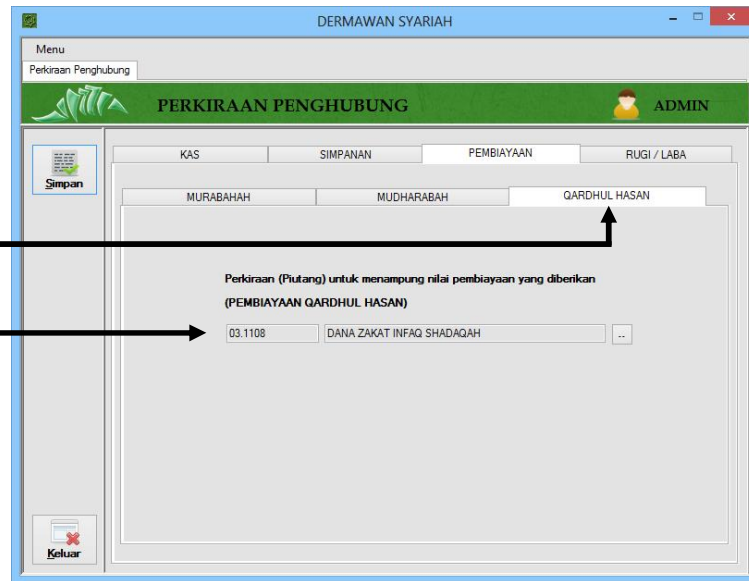 DERMAWAN SYARIAH
Menu
Perkiraan Penghubung
PERKIRAAN PENGHUBUNG
ADMIN
Simpan
KAS
SIMPANAN
PEMBIAYAAN
RUGI / LABA
MURABAHAH
MUDHARABAH
QARDHUL HASAN
Perkiraan (Piutang) untuk menampung nilai pembiayaan yang diberikan
(PEMBIAYAAN QARDHUL HASAN)
03.1108
DANA ZAKAT INFAQ SHADAQAH
..
Keluar